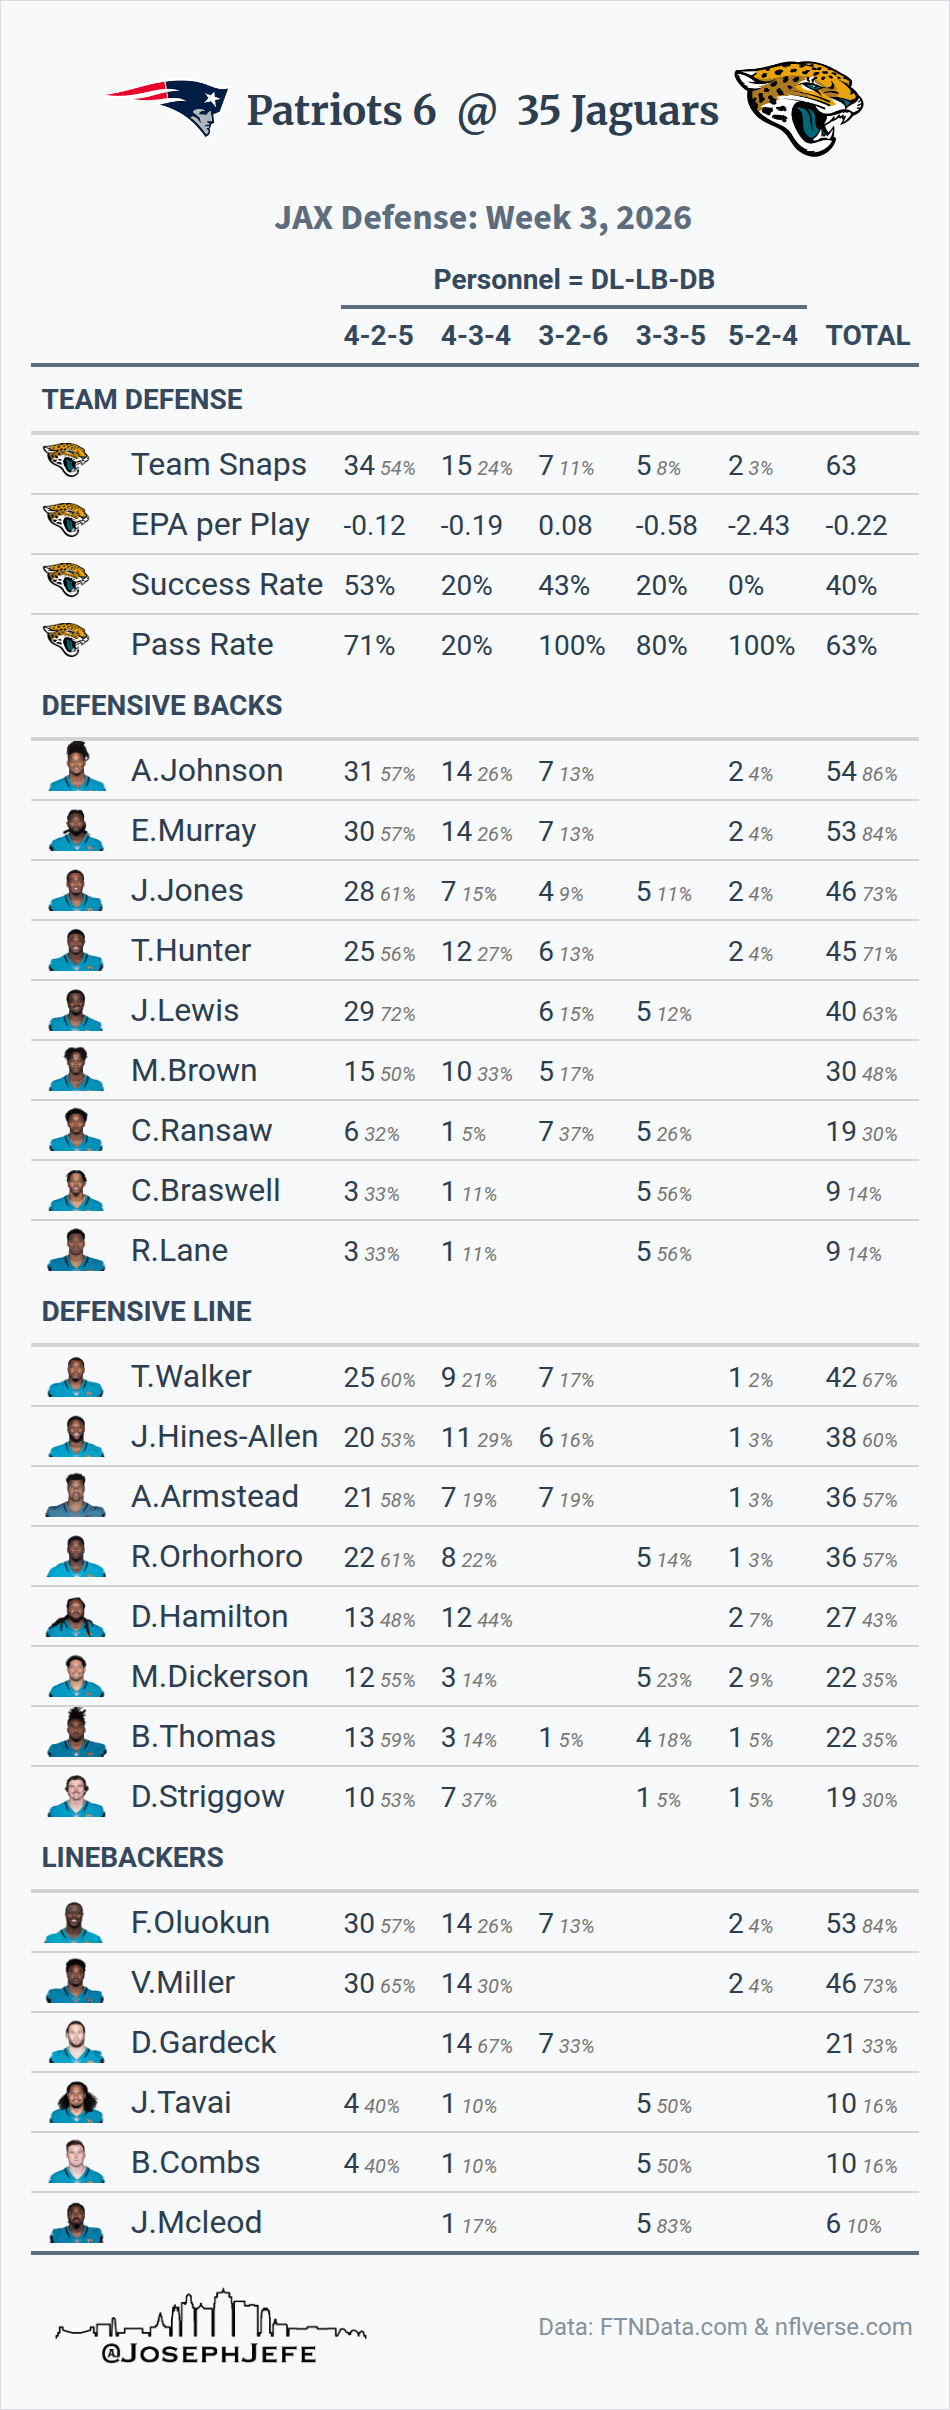 Patriots 6 @ 35 Jaguars
JAX Defense: Week 3, 2026
Personnel = DL-LB-DB
4-2-5 4-3-4 3-2-6 3-3-5 5-2-4 TOTAL
TEAM DEFENSE
Team Snaps 34 54% 15 24% 7 11% 5 8% 2 3% 63
EPA per Play -0.12 -0.19 0.08 -0.58 -2.43 -0.22
Success Rate 53% 20% 43% 20% 0% 40%
Pass Rate 71% 20% 100% 80% 100% 63%
DEFENSIVE BACKS
A.Johnson 31 57% 14 26% 7 13% 2 4% 54 86%
E.Murray 30 57% 14 26% 7 13% 2 4% 53 84%
J.Jones 28 61% 7 15% 4 9% 5 11% 2 4% 46 73%
T.Hunter 25 56% 12 27% 6 13% 2 4% 45 71%
J.Lewis 29 72% 6 15% 5 12% 40 63%
M.Brown 15 50% 10 33% 5 17% 30 48%
C.Ransaw 6 32% 1 5% 7 37% 5 26% 19 30%
C.Braswell 3 33% 1 11% 5 56% 9 14%
R.Lane 3 33% 1 11% 5 56% 9 14%
DEFENSIVE LINE
T.Walker 25 60% 9 21% 7 17% 1 2% 42 67%
J.Hines-Allen 20 53% 11 29% 6 16% 1 3% 38 60%
A.Armstead 21 58% 7 19% 7 19% 1 3% 36 57%
R.Orhorhoro 22 61% 8 22% 5 14% 1 3% 36 57%
D.Hamilton 13 48% 12 44% 2 7% 27 43%
M.Dickerson 12 55% 3 14% 5 23% 2 9% 22 35%
B.Thomas 13 59% 3 14% 1 5% 4 18% 1 5% 22 35%
D.Striggow 10 53% 7 37% 1 5% 1 5% 19 30%
LINEBACKERS
F.Oluokun 30 57% 14 26% 7 13% 2 4% 53 84%
V.Miller 30 65% 14 30% 2 4% 46 73%
D.Gardeck 14 67% 7 33% 21 33%
J.Tavai 4 40% 1 10% 5 50% 10 16%
B.Combs 4 40% 1 10% 5 50% 10 16%
J.Mcleod 1 17% 5 83% 6 10%
@JosephJefe
Data: FTNData.com & nflverse.com